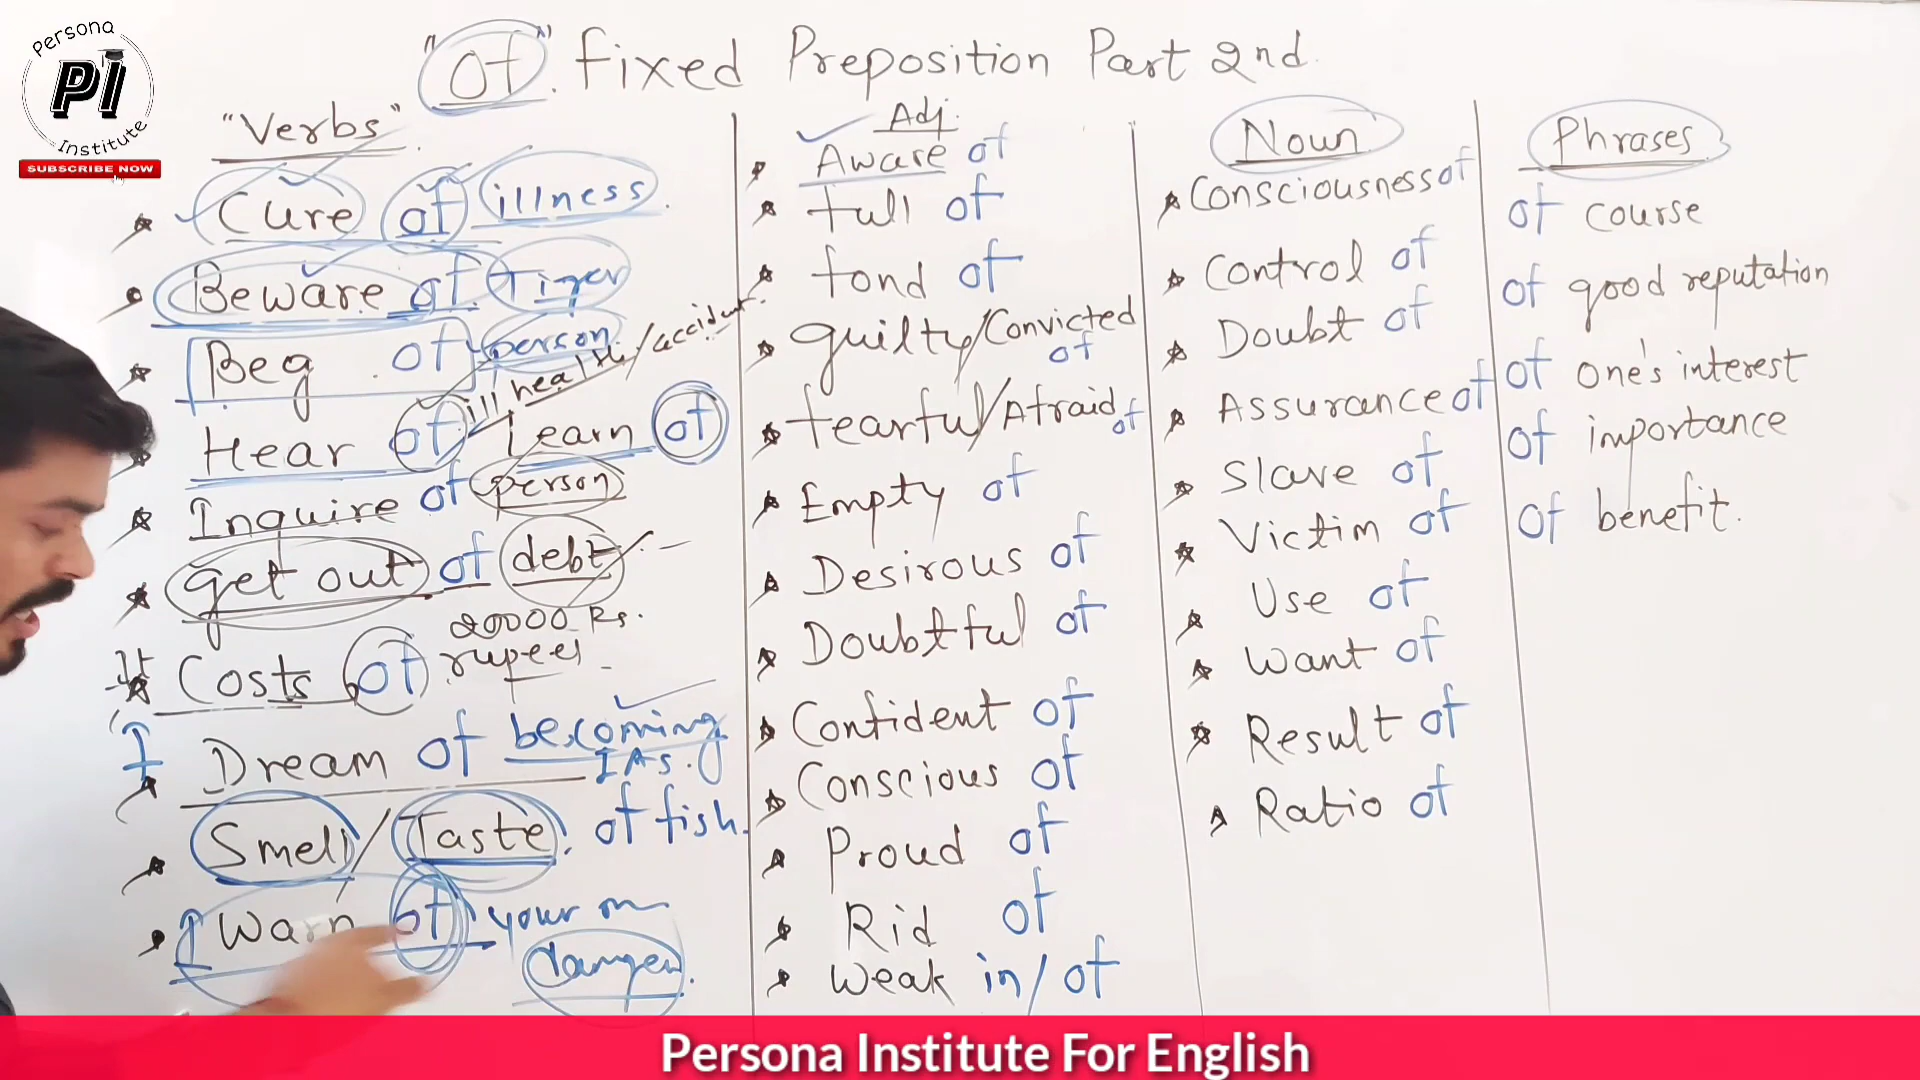 Persona
PI
Institute
SUBSCRIBE NOW
"of". fixed Preposition Part 2nd.
"Verbs"
Cure of illness.
Beware of Tiger
Beg of person.
Hear of ill health/accident. Learn of
Inquire of person
get out of debt
20000 Rs.
It Costs of rupees
I Dream of becoming
IAS.
Smell/Taste. of fish.
I Warn of your
danger.
Adj.
Aware of
full of
fond of
guilty/Convicted
of
fearful/Afraid of
Empty of
Desirous of
Doubtful of
Confident of
Conscious of
Proud of
Rid of
Weak in/of
Noun
Consciousness of
Control of
Doubt of
Assurance of
Slave of
Victim of
Use of
Want of
Result of
Ratio of
Phrases
of course
of good reputation
of one's interest
of importance
of benefit.
Persona Institute For English